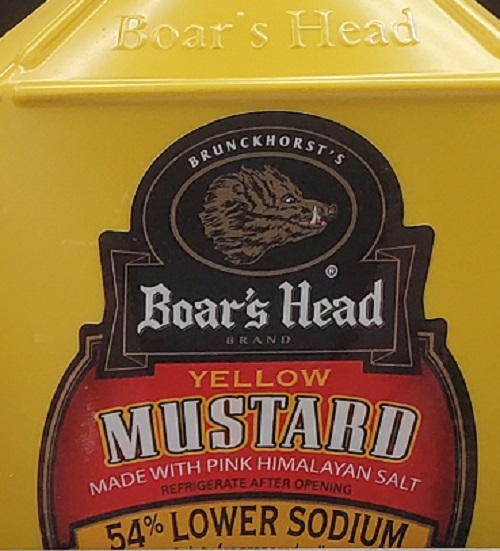 Boar's Head
BRUNCKHORST'S
®
Boar's Head
BRAND
YELLOW
MUSTARD
MADE WITH PINK HIMALAYAN SALT
REFRIGERATE AFTER OPENING
54% LOWER SODIUM